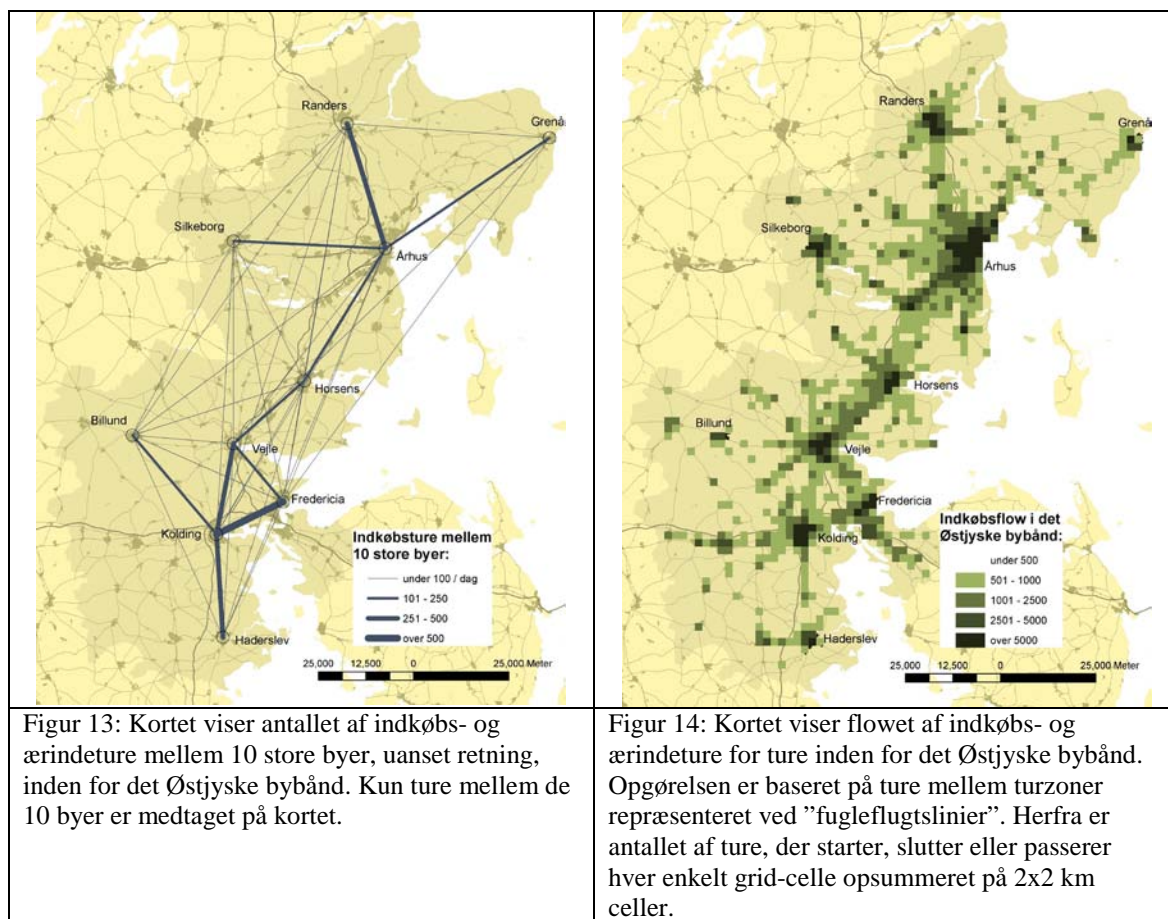 Randers
Grenå
Silkeborg
Århus
Horsens
Billund
Vejle
Fredericia
Kolding
Haderslev
Indkøbsture mellem
10 store byer:
under 100 / dag
101 - 250
251 - 500
over 500
25,000 12,500 0 25,000 Meter
Randers
Grenå
Silkeborg
Århus
Horsens
Billund
Vejle
Fredericia
Kolding
Haderslev
Indkøbsflow i det
Østjyske bybånd:
under 500
501 - 1000
1001 - 2500
2501 - 5000
over 5000
25,000 12,500 0 25,000 Meter
Figur 13: Kortet viser antallet af indkøbs- og
ærindeture mellem 10 store byer, uanset retning,
inden for det Østjyske bybånd. Kun ture mellem de
10 byer er medtaget på kortet.
Figur 14: Kortet viser flowet af indkøbs- og
ærindeture for ture inden for det Østjyske bybånd.
Opgørelsen er baseret på ture mellem turzoner
repræsenteret ved ”fugleflugtslinier”. Herfra er
antallet af ture, der starter, slutter eller passerer
hver enkelt grid-celle opsummeret på 2x2 km
celler.